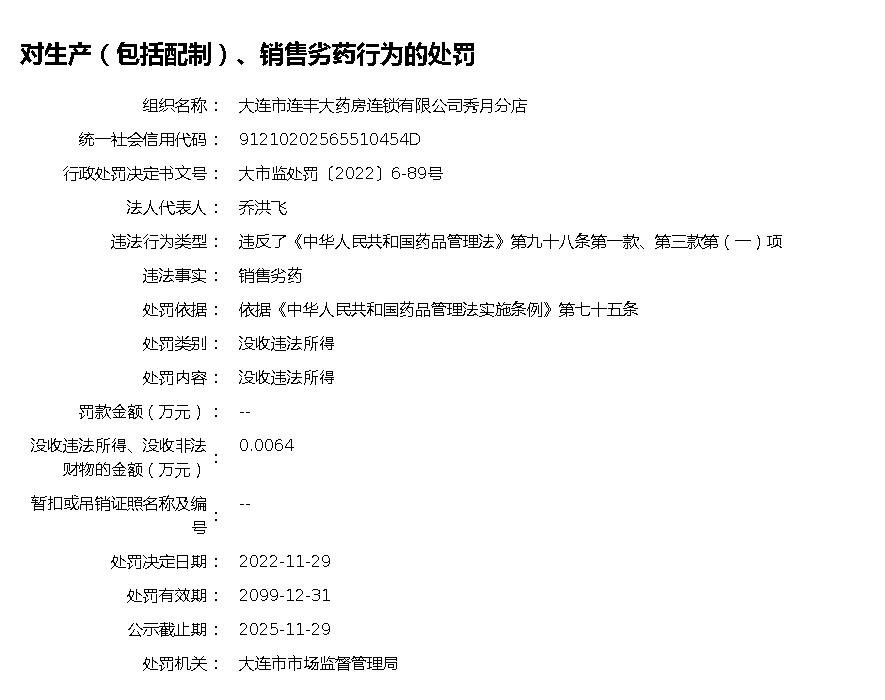 对生产（包括配制）、销售劣药行为的处罚
组织名称： 大连市连丰大药房连锁有限公司秀月分店
统一社会信用代码： 91210202565510454D
行政处罚决定书文号： 大市监处罚〔2022〕6-89号
法人代表人： 乔洪飞
违法行为类型： 违反了《中华人民共和国药品管理法》第九十八条第一款、第三款第（一）项
违法事实： 销售劣药
处罚依据： 依据《中华人民共和国药品管理法实施条例》第七十五条
处罚类别： 没收违法所得
处罚内容： 没收违法所得
罚款金额（万元）： --
没收违法所得、没收非法
财物的金额（万元）： 0.0064
暂扣或吊销证照名称及编
号： --
处罚决定日期： 2022-11-29
处罚有效期： 2099-12-31
公示截止期： 2025-11-29
处罚机关： 大连市市场监督管理局